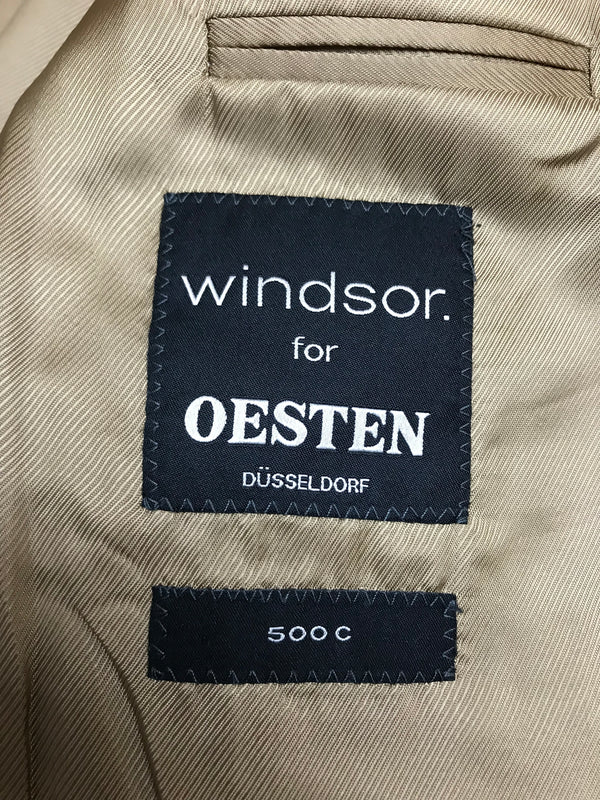 windsor.
for
OESTEN
DÜSSELDORF
500 C